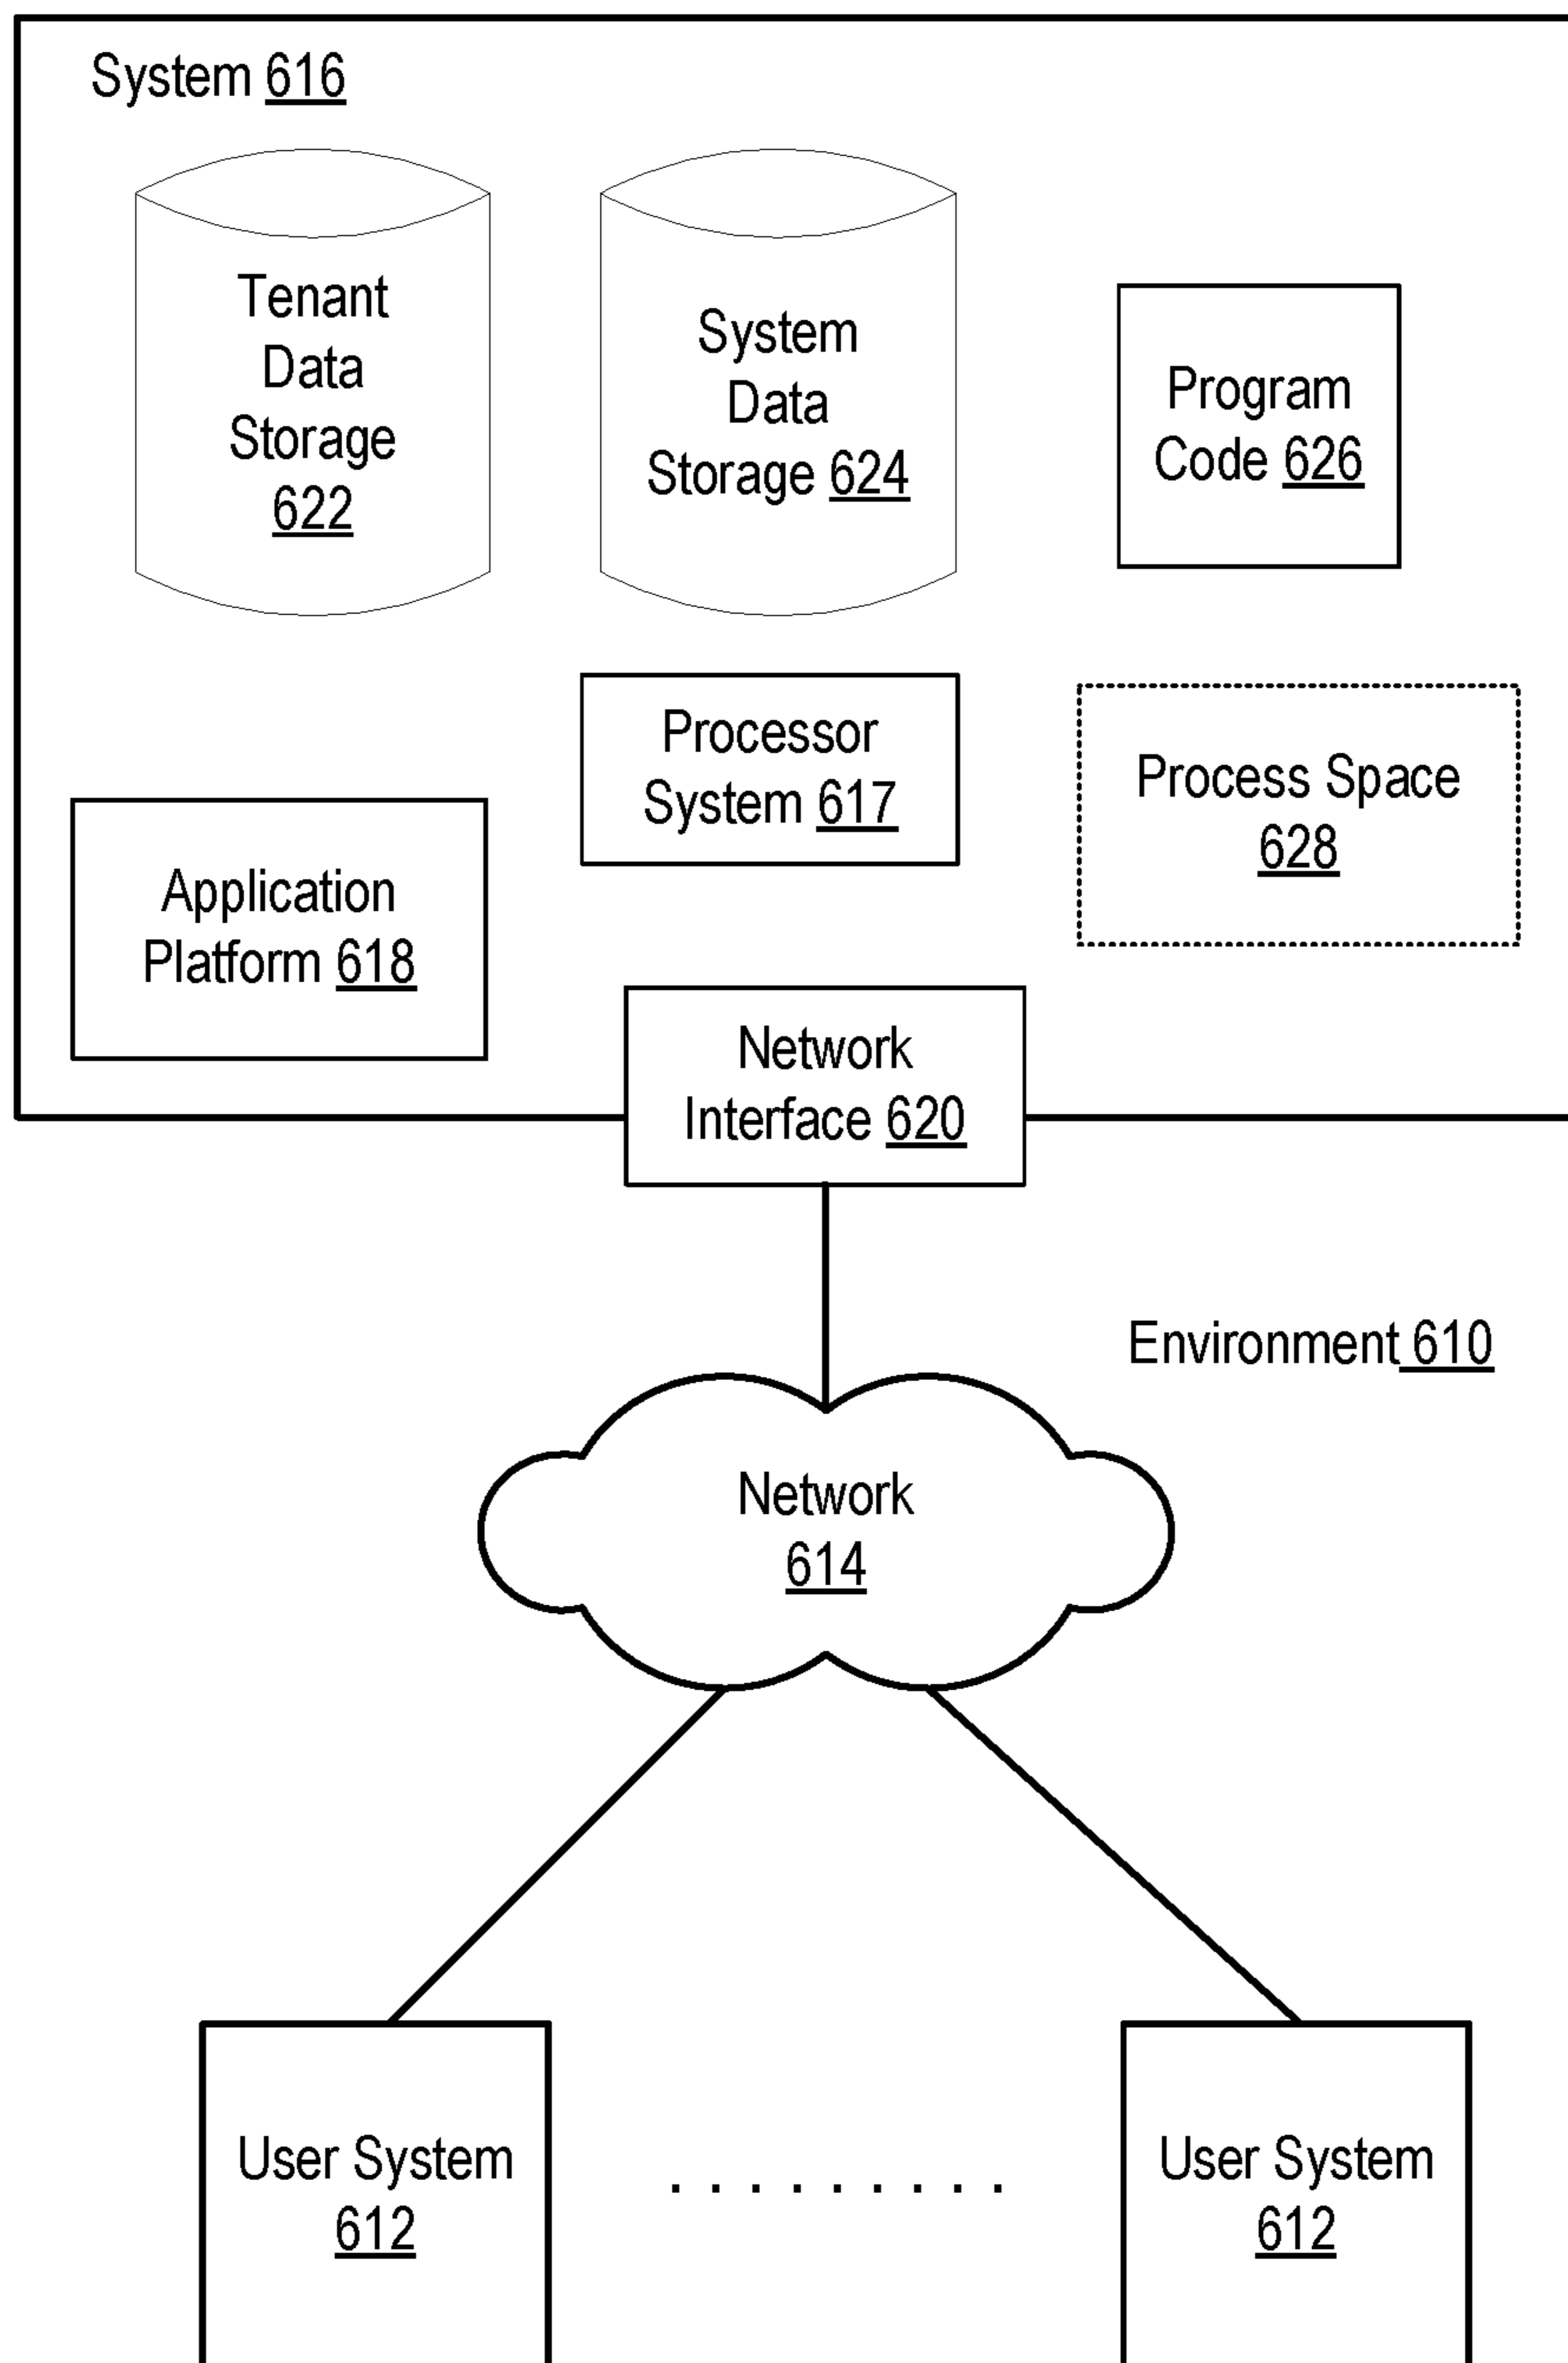 System 616
Tenant
Data
Storage
622
System
Data
Storage 624
Program
Code 626
Processor
System 617
Process Space
628
Application
Platform 618
Network
Interface 620
Environment 610
Network
614
User System
612
. . . . . . . . .
User System
612